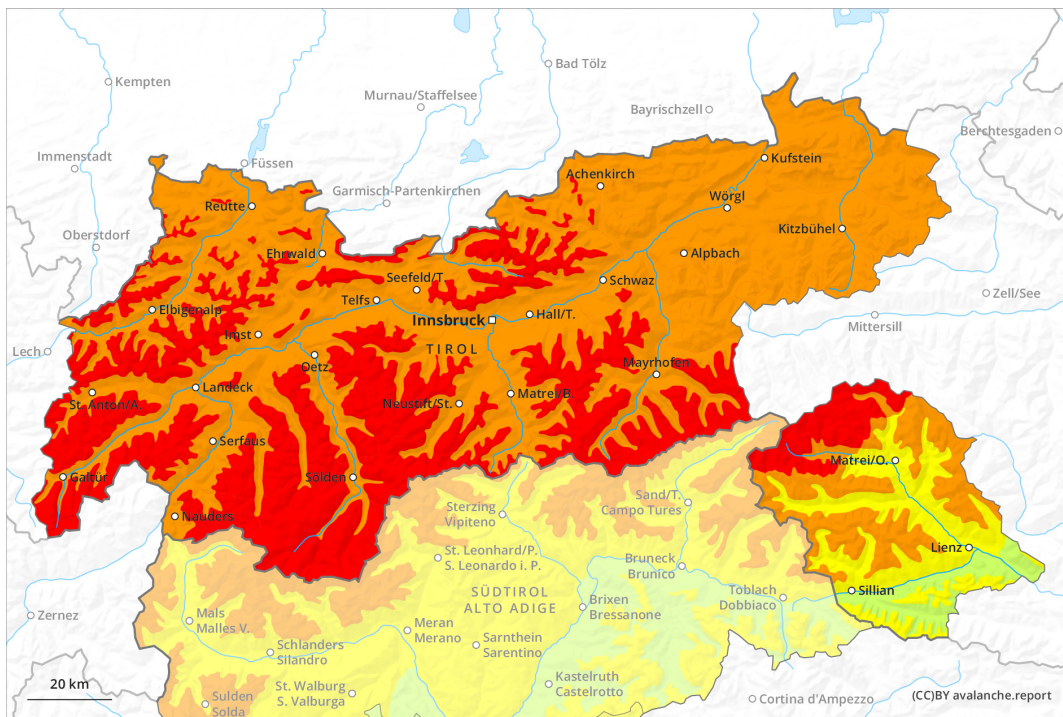 Bad Tölz
Kempten
Murnau/Staffelsee
Bayrischzell
Berchtesgaden
Immenstadt
Füssen
Kufstein
Achenkirch
Garmisch-Partenkirchen
Wörgl
Reutte
Kitzbühel
Oberstdorf
Ehrwald
Alpbach
Seefeld/T.
Schwaz
Zell/See
Telfs
Elbigenalp
Innsbruck
Hall/T.
Mittersill
Imst
Lech
TIROL
Oetz
Mayrhofen
Landeck
St. Anton/A.
Neustift/St.
Matrei/B.
Serfaus
Matrei/O.
Galtür
Sölden
Sand/T.
Campo Tures
Sterzing
Vipiteno
Nauders
Lienz
St. Leonhard/P.
S. Leonardo i. P.
Bruneck
Brunico
Sillian
SÜDTIROL
ALTO ADIGE
Toblach
Dobbiaco
Brixen
Bressanone
Zernez
Mals
Malles V.
Meran
Merano
Schlanders
Silandro
Sarnthein
Sarentino
Kastelruth
Castelrotto
20 km
St. Walburg
S. Valburga
Sulden
Solda
Cortina d'Ampezzo
(CC)BY avalanche.report